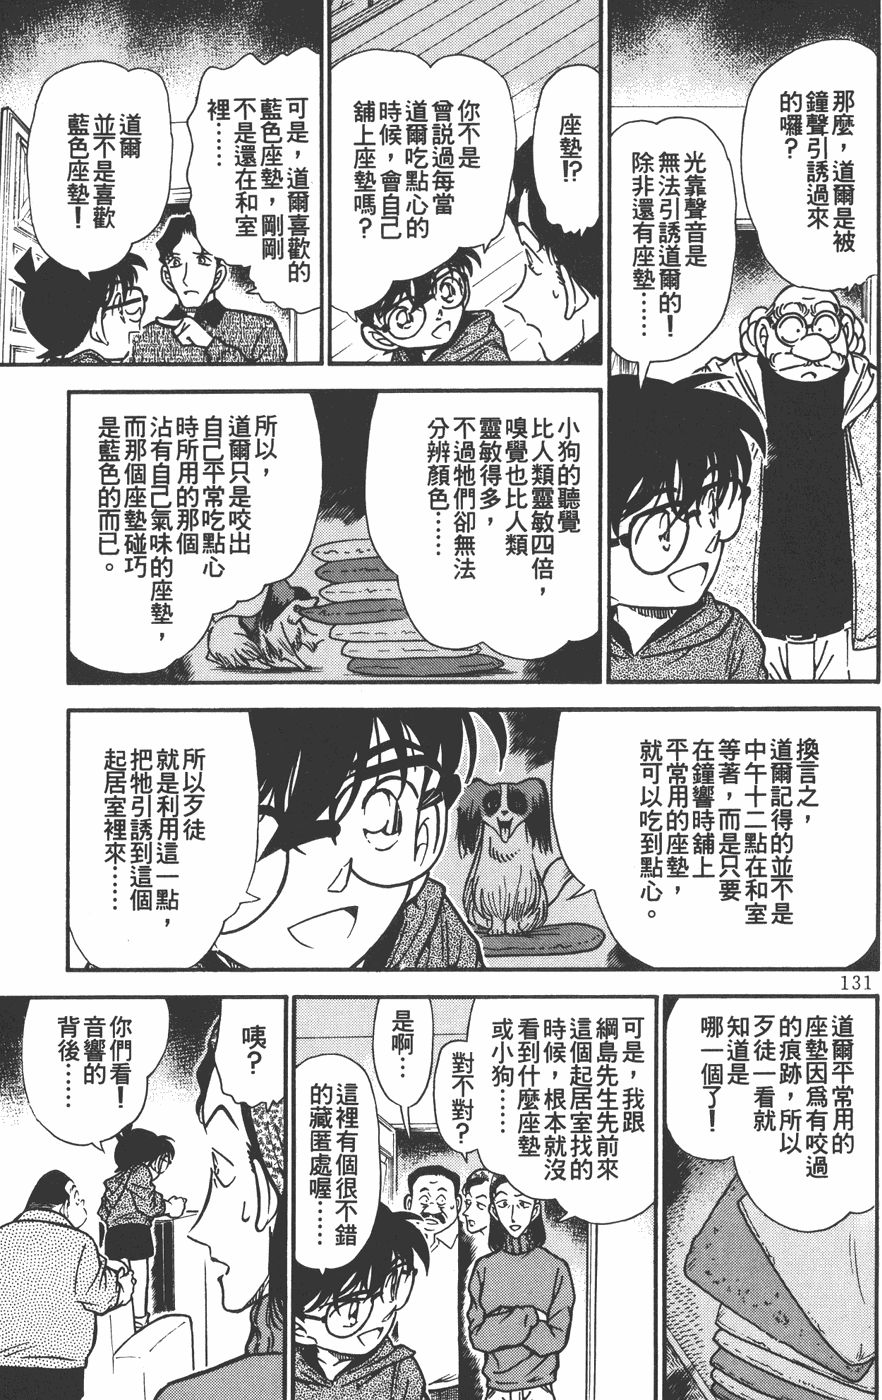 那麼，道爾是被
鐘聲引誘過來
的囉？
光靠聲音是
無法引誘道爾的！
除非還有座墊……
座墊!?
你不是
曾説過每當
道爾吃點心的
時候，會自己
舖上座墊嗎？
可是，道爾喜歡的
藍色座墊，剛剛
不是還在和室
裡……
道爾
並不是喜歡
藍色座墊！
小狗的聽覺
比人類靈敏四倍，
嗅覺也比人類
靈敏得多，
不過牠們卻無法
分辨顏色……
所以，
道爾只是咬出
自己平常吃點心
時所用的那個
沾有自己氣味的座墊，
而那個座墊碰巧
是藍色的而已。
換言之，
道爾記得的並不是
中午十二點在和室
等著，而是只要
在鐘響時舖上
平常用的座墊，
就可以吃到點心。
所以歹徒
就是利用這一點，
把牠引誘到這個
起居室裡來……
131
道爾平常用的
座墊因爲有咬過
的痕跡，所以
歹徒一看就
知道是
哪一個了！
可是，我跟
綱島先生先前來
這個起居室找的
時候，根本就沒
看到什麼座墊
或小狗……
對不對？
是啊…
這裡有個很不錯
的藏匿處喔……
咦？
你們看！
音響的
背後……